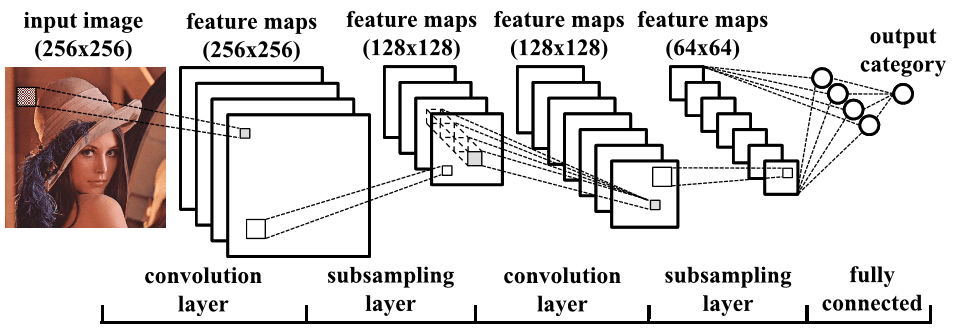 input image
(256x256)
feature maps
(256x256)
feature maps
(128x128)
feature maps
(128x128)
feature maps
(64x64)
output
category
convolution
layer
subsampling
layer
convolution
layer
subsampling
layer
fully
connected